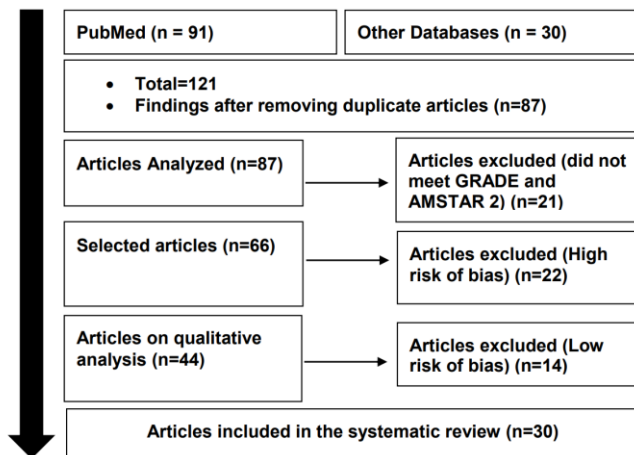 PubMed (n = 91)
Other Databases (n = 30)
• Total=121
• Findings after removing duplicate articles (n=87)
Articles Analyzed (n=87)
Articles excluded (did
not meet GRADE and
AMSTAR 2) (n=21)
Selected articles (n=66)
Articles excluded (High
risk of bias) (n=22)
Articles on qualitative
analysis (n=44)
Articles excluded (Low
risk of bias) (n=14)
Articles included in the systematic review (n=30)